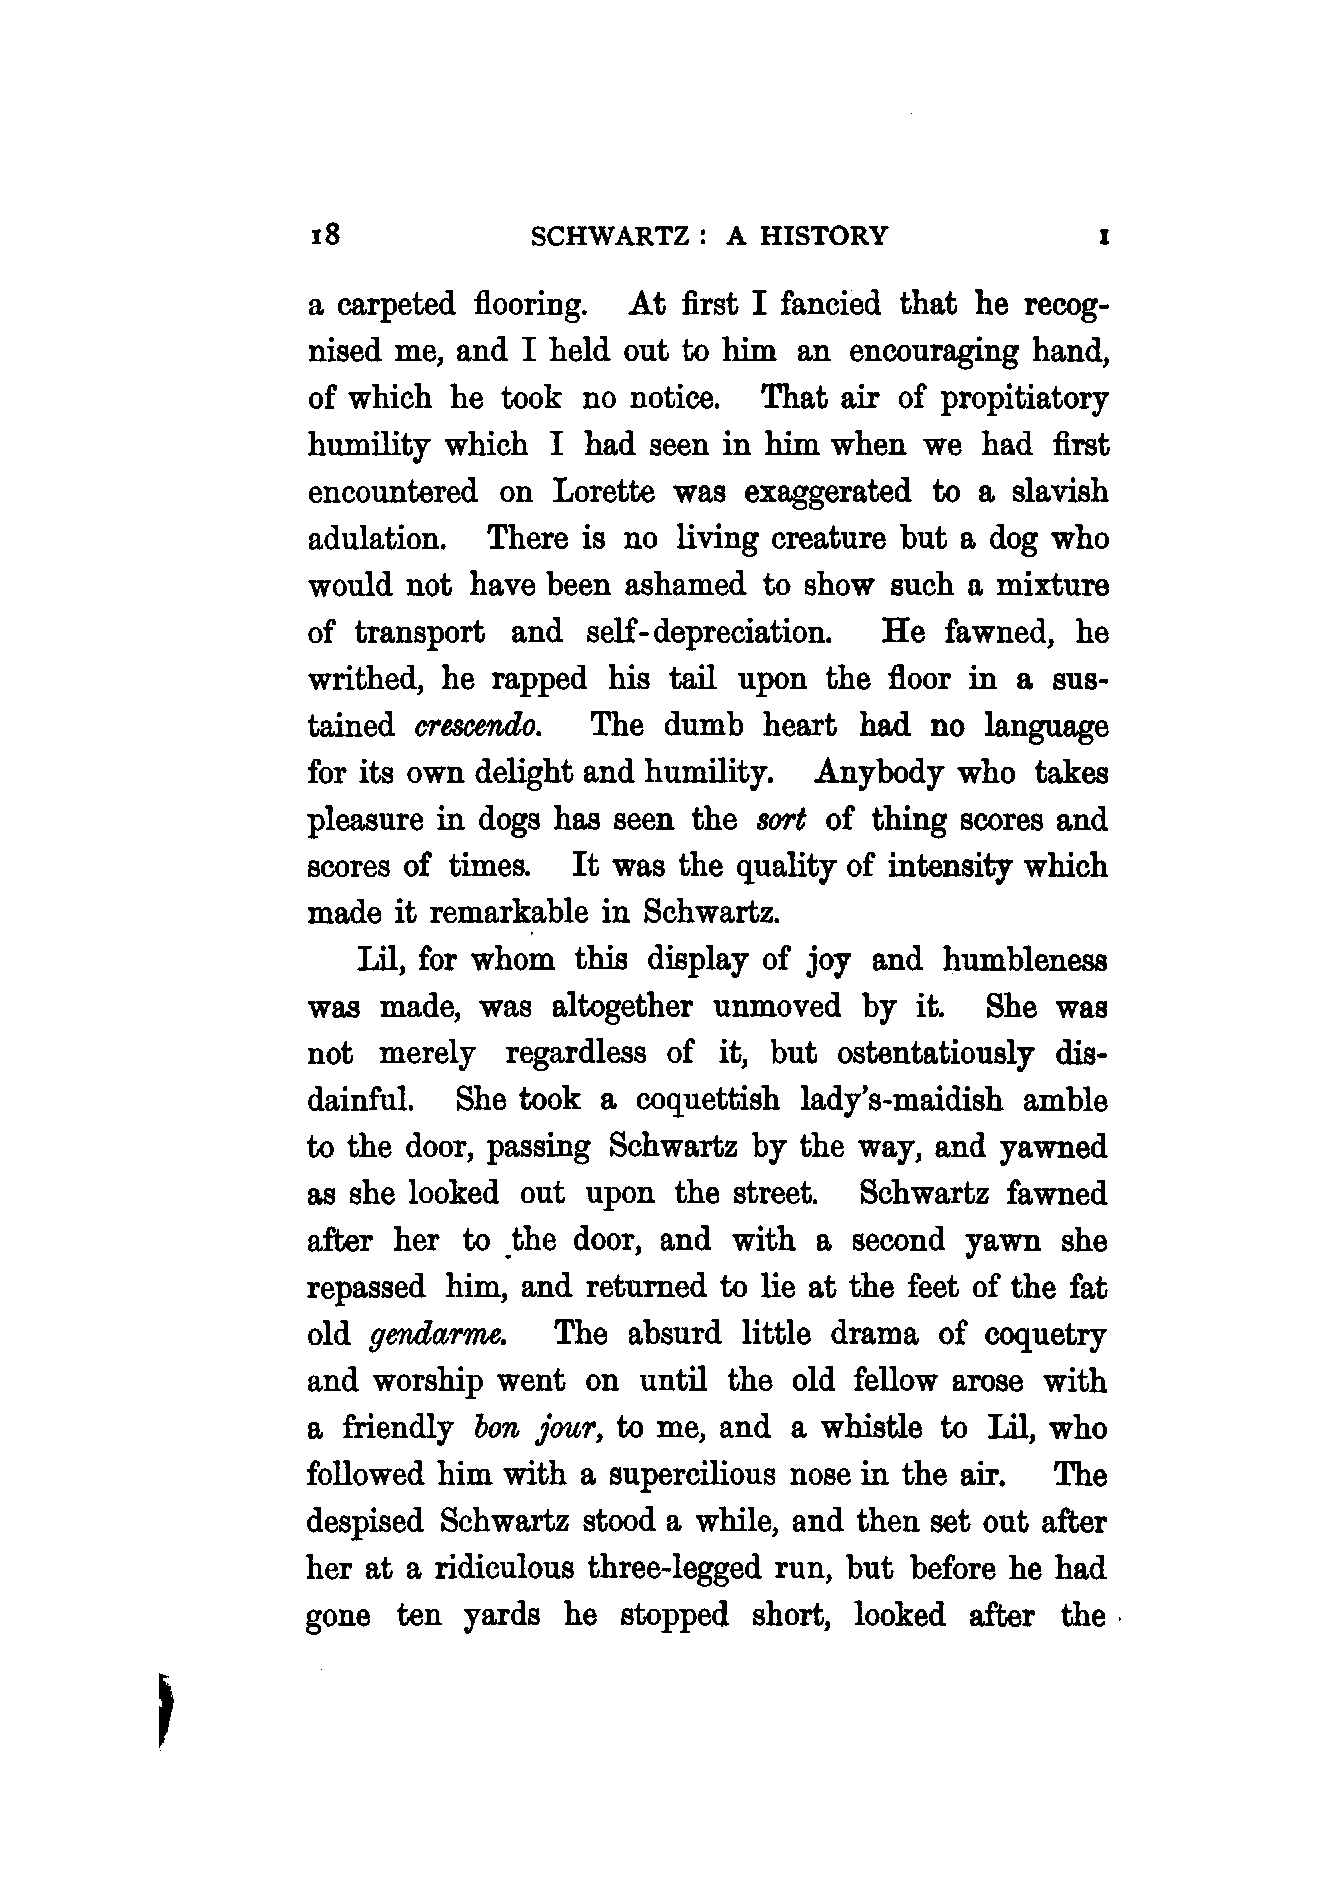 18 SCHWARTZ: A HISTORY I
a carpeted flooring. At first I fancied that he recog-
nised me, and I held out to him an encouraging hand,
of which he took no notice. That air of propitiatory
humility which I had seen in him when we had first
encountered on Lorette was exaggerated to a slavish
adulation. There is no living creature but a dog who
would not have been ashamed to show such a mixture
of transport and self-depreciation. He fawned, he
writhed, he rapped his tail upon the floor in a sus-
tained crescendo. The dumb heart had no language
for its own delight and humility. Anybody who takes
pleasure in dogs has seen the sort of thing scores and
scores of times. It was the quality of intensity which
made it remarkable in Schwartz.
Lil, for whom this display of joy and humbleness
was made, was altogether unmoved by it. She was
not merely regardless of it, but ostentatiously dis-
dainful. She took a coquettish lady's-maidish amble
to the door, passing Schwartz by the way, and yawned
as she looked out upon the street. Schwartz fawned
after her to the door, and with a second yawn she
repassed him, and returned to lie at the feet of the fat
old gendarme. The absurd little drama of coquetry
and worship went on until the old fellow arose with
a friendly bon jour, to me, and a whistle to Lil, who
followed him with a supercilious nose in the air. The
despised Schwartz stood a while, and then set out after
her at a ridiculous three-legged run, but before he had
gone ten yards he stopped short, looked after the